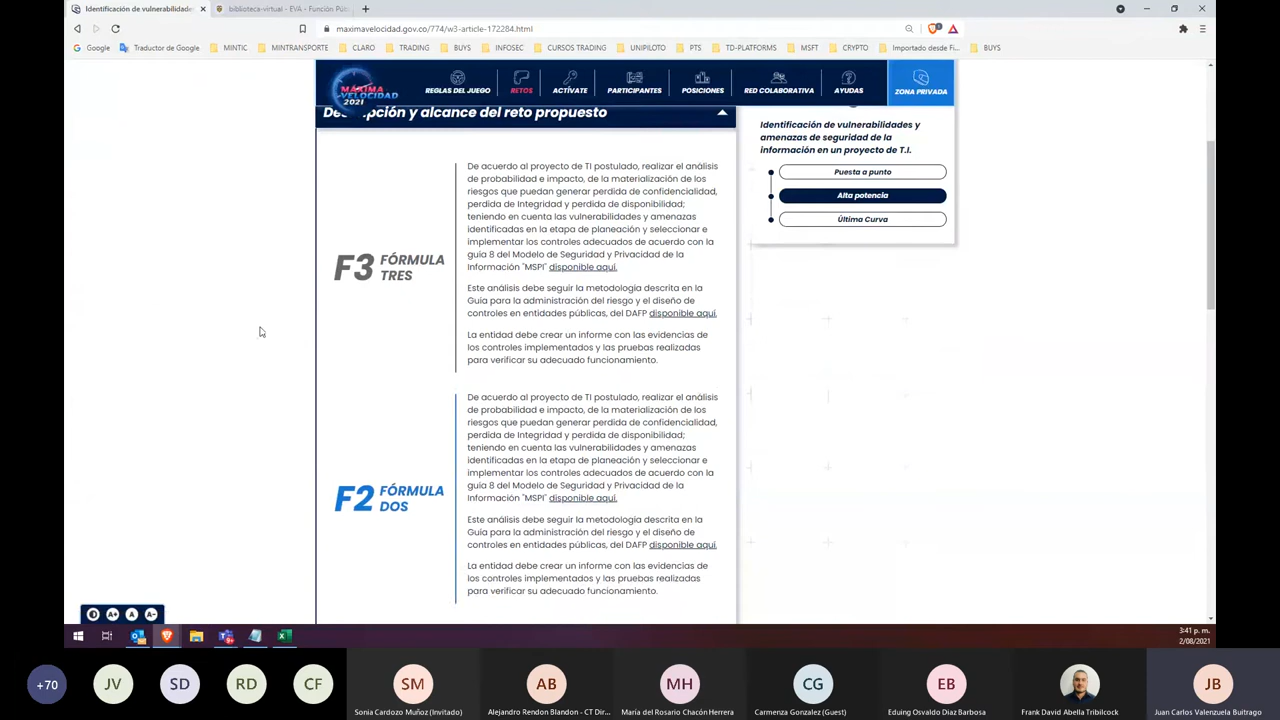 Identificación de vulnerabilidades
biblioteca-virtual - EVA - Función Púb
maximavelocidad.gov.co/774/w3-article-172284.html
Google
Traductor de Google
MINTIC
MINTRANSPORTE
CLARO
TRADING
BUYS
INFOSEC
CURSOS TRADING
UNIPILOTO
PTS
TD-PLATFORMS
MSFT
CRYPTO
Importado desde Fi...
BUYS
MÁXIMA
VELOCIDAD
2021
REGLAS DEL JUEGO
RETOS
ACTÍVATE
PARTICIPANTES
POSICIONES
RED COLABORATIVA
AYUDAS
ZONA PRIVADA
Descripción y alcance del reto propuesto
F3 FÓRMULA
TRES
De acuerdo al proyecto de TI postulado, realizar el análisis
de probabilidad e impacto, de la materialización de los
riesgos que puedan generar perdida de confidencialidad,
perdida de Integridad y perdida de disponibilidad;
teniendo en cuenta las vulnerabilidades y amenazas
identificadas en la etapa de planeación y seleccionar e
implementar los controles adecuados de acuerdo con la
guía 8 del Modelo de Seguridad y Privacidad de la
Información "MSPI" disponible aquí.
Este análisis debe seguir la metodología descrita en la
Guía para la administración del riesgo y el diseño de
controles en entidades públicas, del DAFP disponible aquí.
La entidad debe crear un informe con las evidencias de
los controles implementados y las pruebas realizadas
para verificar su adecuado funcionamiento.
F2 FÓRMULA
DOS
De acuerdo al proyecto de TI postulado, realizar el análisis
de probabilidad e impacto, de la materialización de los
riesgos que puedan generar perdida de confidencialidad,
perdida de Integridad y perdida de disponibilidad;
teniendo en cuenta las vulnerabilidades y amenazas
identificadas en la etapa de planeación y seleccionar e
implementar los controles adecuados de acuerdo con la
guía 8 del Modelo de Seguridad y Privacidad de la
Información "MSPI" disponible aquí.
Este análisis debe seguir la metodología descrita en la
Guía para la administración del riesgo y el diseño de
controles en entidades públicas, del DAFP disponible aquí.
La entidad debe crear un informe con las evidencias de
los controles implementados y las pruebas realizadas
para verificar su adecuado funcionamiento.
Identificación de vulnerabilidades y
amenazas de seguridad de la
información en un proyecto de T.I.
Puesta a punto
Alta potencia
Última Curva
A+
A
A-
3:41 p. m.
2/08/2021
+70
JV
SD
RD
CF
SM
AB
MH
CG
EB
JB
Sonia Cardozo Muñoz (Invitado)
Alejandro Rendon Blandon - CT Dir...
María del Rosario Chacón Herrera
Carmenza Gonzalez (Guest)
Eduing Osvaldo Diaz Barbosa
Frank David Abella Tribilcock
Juan Carlos Valenzuela Buitrago